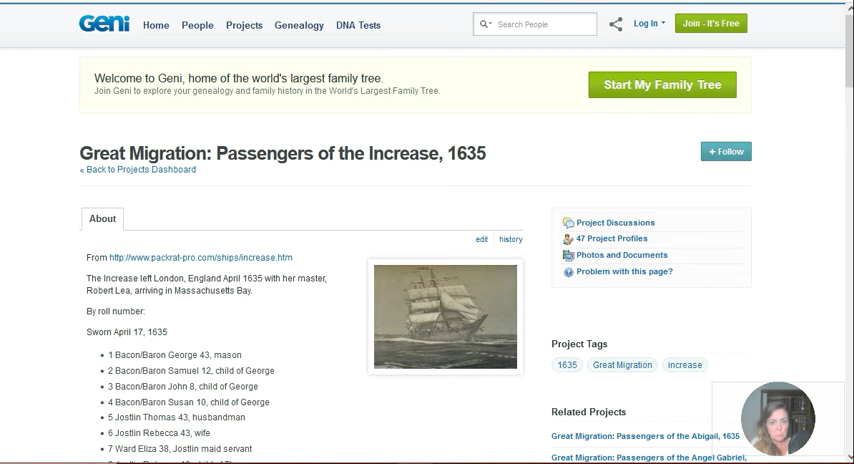 Geni
Home People Projects Genealogy DNA Tests
Search People
Log In
Join - It's Free
Welcome to Geni, home of the world's largest family tree.
Join Geni to explore your genealogy and family history in the World's Largest Family Tree.
Start My Family Tree
Great Migration: Passengers of the Increase, 1635
+ Follow
« Back to Projects Dashboard
About
edit history
From http://www.packrat-pro.com/ships/increase.htm
The Increase left London, England April 1635 with her master,
Robert Lea, arriving in Massachusetts Bay.
By roll number:
Sworn April 17, 1635
• 1 Bacon/Baron George 43, mason
• 2 Bacon/Baron Samuel 12, child of George
• 3 Bacon/Baron John 8, child of George
• 4 Bacon/Baron Susan 10, child of George
• 5 Jostlin Thomas 43, husbandman
• 6 Jostlin Rebecca 43, wife
• 7 Ward Eliza 38, Jostlin maid servant
Project Discussions
47 Project Profiles
Photos and Documents
Problem with this page?
Project Tags
1635 Great Migration increase
Related Projects
Great Migration: Passengers of the Abigail, 1635
Great Migration: Passengers of the Angel Gabriel,